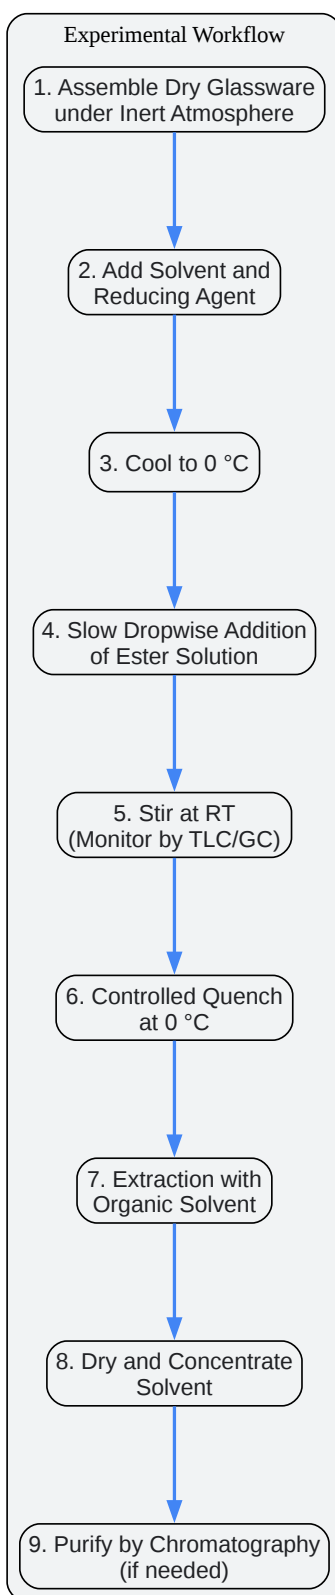 Experimental Workflow
1. Assemble Dry Glassware
under Inert Atmosphere
2. Add Solvent and
Reducing Agent
3. Cool to 0 °C
4. Slow Dropwise Addition
of Ester Solution
5. Stir at RT
(Monitor by TLC/GC)
6. Controlled Quench
at 0 °C
7. Extraction with
Organic Solvent
8. Dry and Concentrate
Solvent
9. Purify by Chromatography
(if needed)